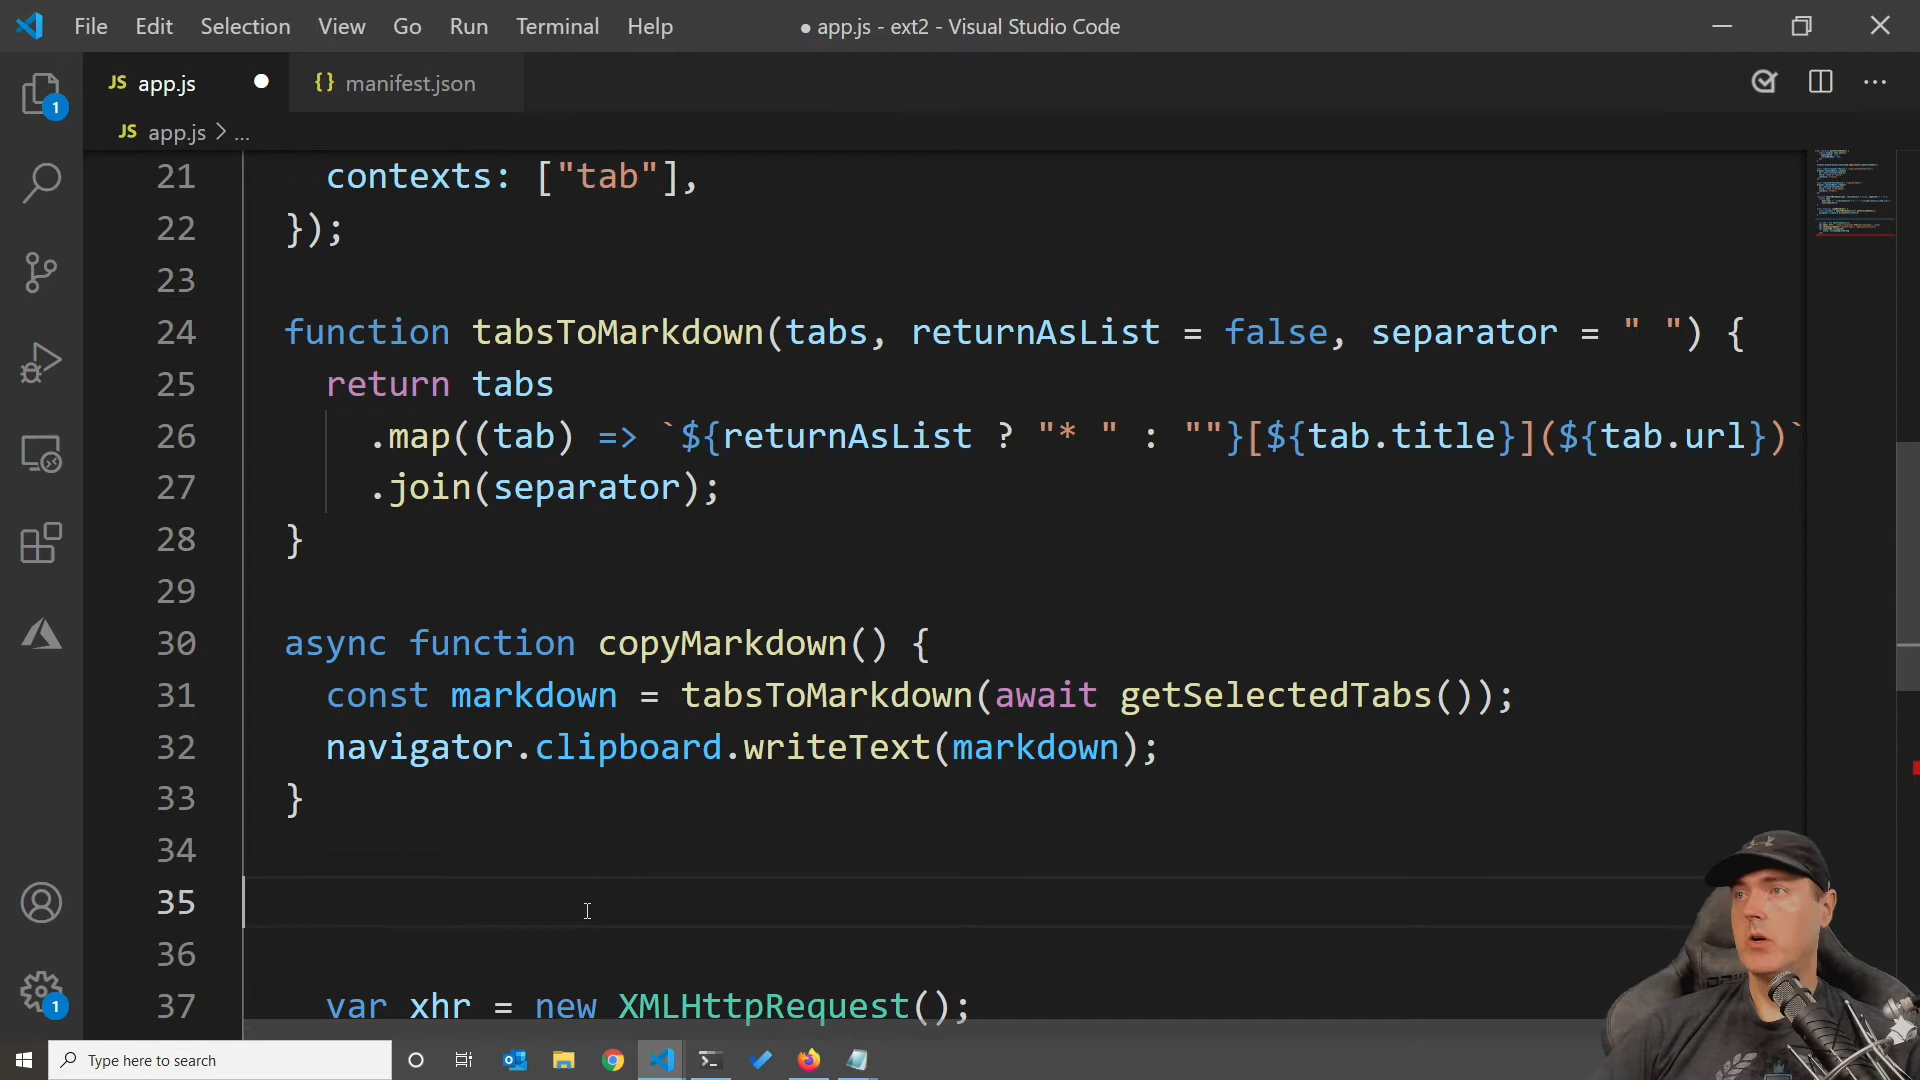 File Edit Selection View Go Run Terminal Help
● app.js - ext2 - Visual Studio Code
JS app.js ●
{} manifest.json
JS app.js > ...
1
21 contexts: ["tab"],
22 });
23
24 function tabsToMarkdown(tabs, returnAsList = false, separator = " ") {
25 return tabs
26 .map((tab) => `${returnAsList ? "* " : ""}[${tab.title}](${tab.url})`
27 .join(separator);
28 }
29
30 async function copyMarkdown() {
31 const markdown = tabsToMarkdown(await getSelectedTabs());
32 navigator.clipboard.writeText(markdown);
33 }
34
35
36
37 var xhr = new XMLHttpRequest();
1
Type here to search